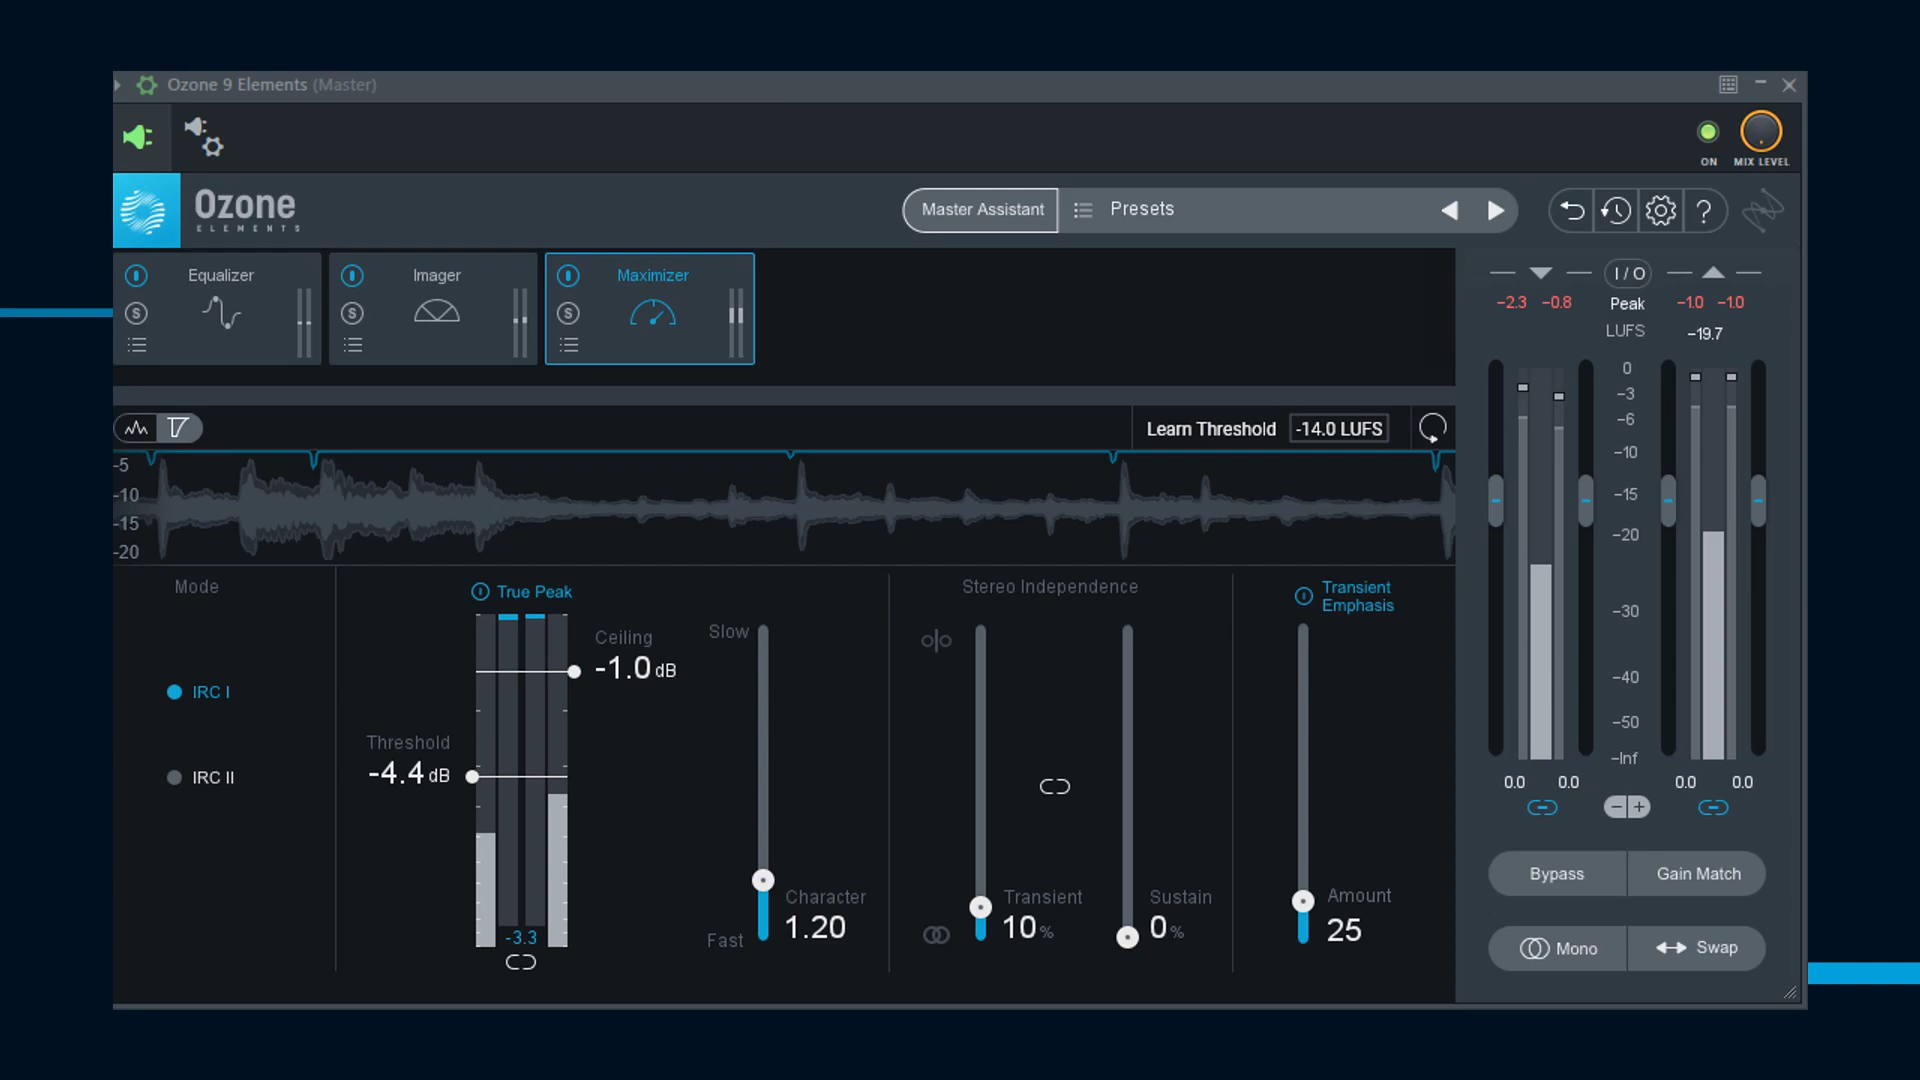 Ozone 9 Elements (Master)
ON
MIX LEVEL
Ozone
ELEMENTS
Master Assistant
Presets
?
Equalizer
S
Imager
S
Maximizer
S
I / O
-2.3 -0.8 Peak -1.0 -1.0
LUFS -19.7
0
-3
-6
-10
-15
-20
-30
-40
-50
-Inf
0.0 0.0 0.0 0.0
Bypass
Gain Match
Mono
Swap
Learn Threshold -14.0 LUFS
-5
-10
-15
-20
Mode
IRC I
IRC II
True Peak
Ceiling
-1.0 dB
Threshold
-4.4 dB
-3.3
Slow
Fast
Character
1.20
Stereo Independence
Transient
10 %
Sustain
0 %
Transient
Emphasis
Amount
25